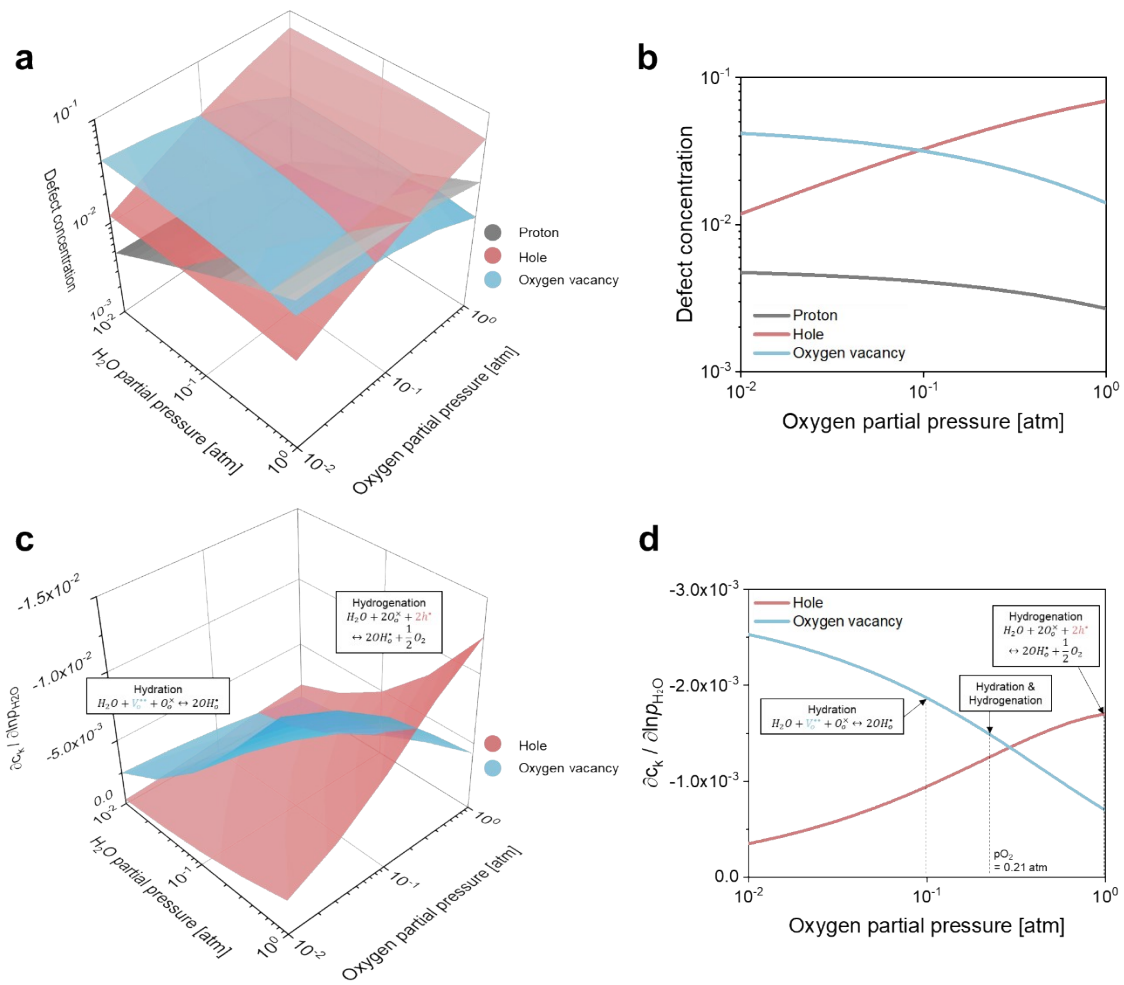 a
10⁻¹
10⁻²
10⁻³
Defect concentration
10⁻²
10⁻¹
10⁰
H₂O partial pressure [atm]
10⁻²
10⁻¹
10⁰
Oxygen partial pressure [atm]
Proton
Hole
Oxygen vacancy
b
10⁻¹
10⁻²
10⁻³
Defect concentration
Proton
Hole
Oxygen vacancy
10⁻²
10⁻¹
10⁰
Oxygen partial pressure [atm]
c
-1.5x10⁻²
-1.0x10⁻²
-5.0x10⁻³
0.0
∂cₖ / ∂lnp_H2O
Hydration
H₂O + V_o^•• + O_o^× ↔ 2OH_o^•
Hydrogenation
H₂O + 2O_o^× + 2h^•
↔ 2OH_o^• + 1/2 O₂
Hole
Oxygen vacancy
10⁻²
10⁻¹
10⁰
H₂O partial pressure [atm]
10⁻²
10⁻¹
10⁰
Oxygen partial pressure [atm]
d
-3.0x10⁻³
-2.0x10⁻³
-1.0x10⁻³
0.0
∂cₖ / ∂lnp_H2O
Hole
Oxygen vacancy
Hydrogenation
H₂O + 2O_o^× + 2h^•
↔ 2OH_o^• + 1/2 O₂
Hydration &
Hydrogenation
Hydration
H₂O + V_o^•• + O_o^× ↔ 2OH_o^•
pO₂
= 0.21 atm
10⁻²
10⁻¹
10⁰
Oxygen partial pressure [atm]